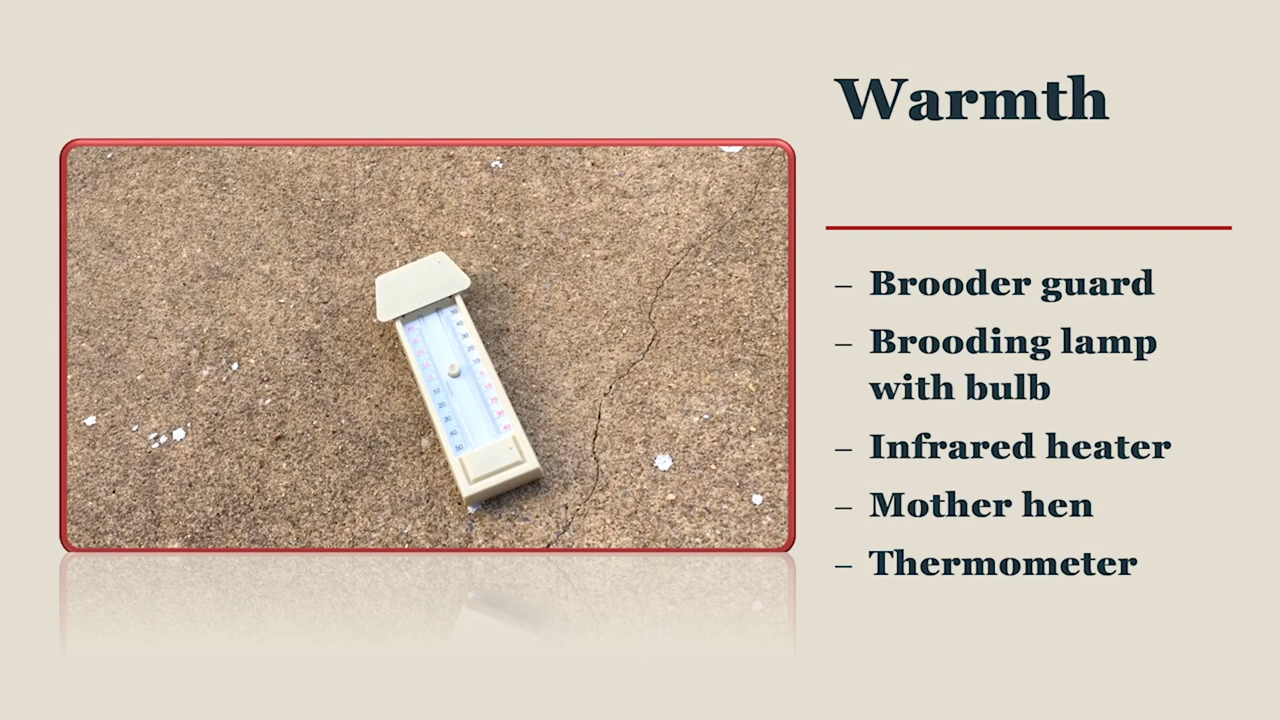 Warmth
– Brooder guard
– Brooding lamp
with bulb
– Infrared heater
– Mother hen
– Thermometer